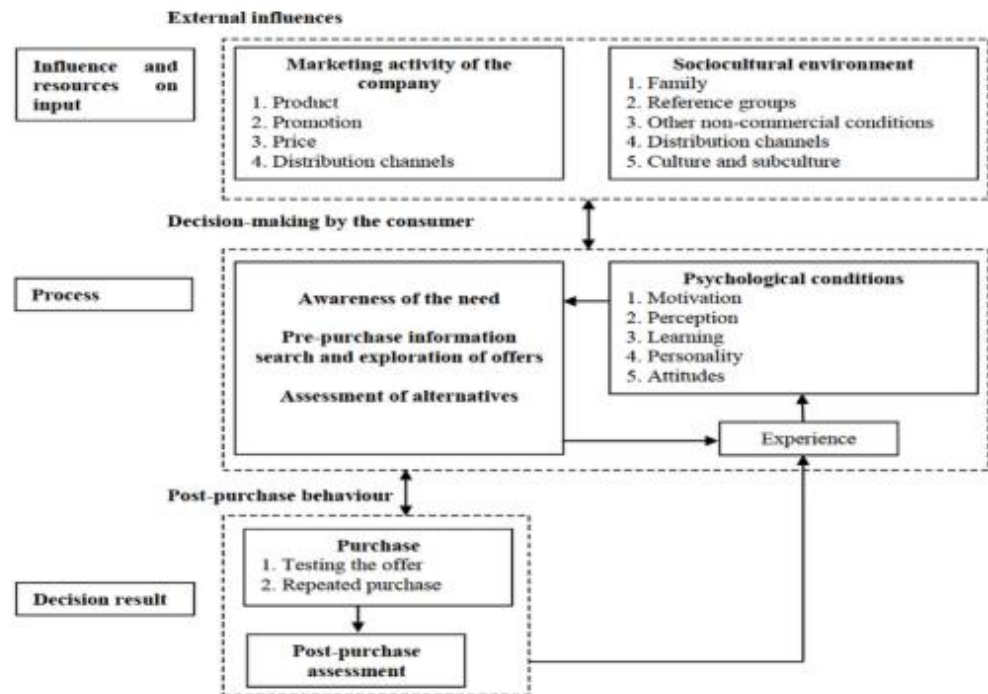 External influences
Influence and
resources on
input
Marketing activity of the
company
1. Product
2. Promotion
3. Price
4. Distribution channels
Sociocultural environment
1. Family
2. Reference groups
3. Other non-commercial conditions
4. Distribution channels
5. Culture and subculture
Decision-making by the consumer
Process
Awareness of the need
Pre-purchase information
search and exploration of offers
Assessment of alternatives
Psychological conditions
1. Motivation
2. Perception
3. Learning
4. Personality
5. Attitudes
Experience
Post-purchase behaviour
Decision result
Purchase
1. Testing the offer
2. Repeated purchase
Post-purchase
assessment